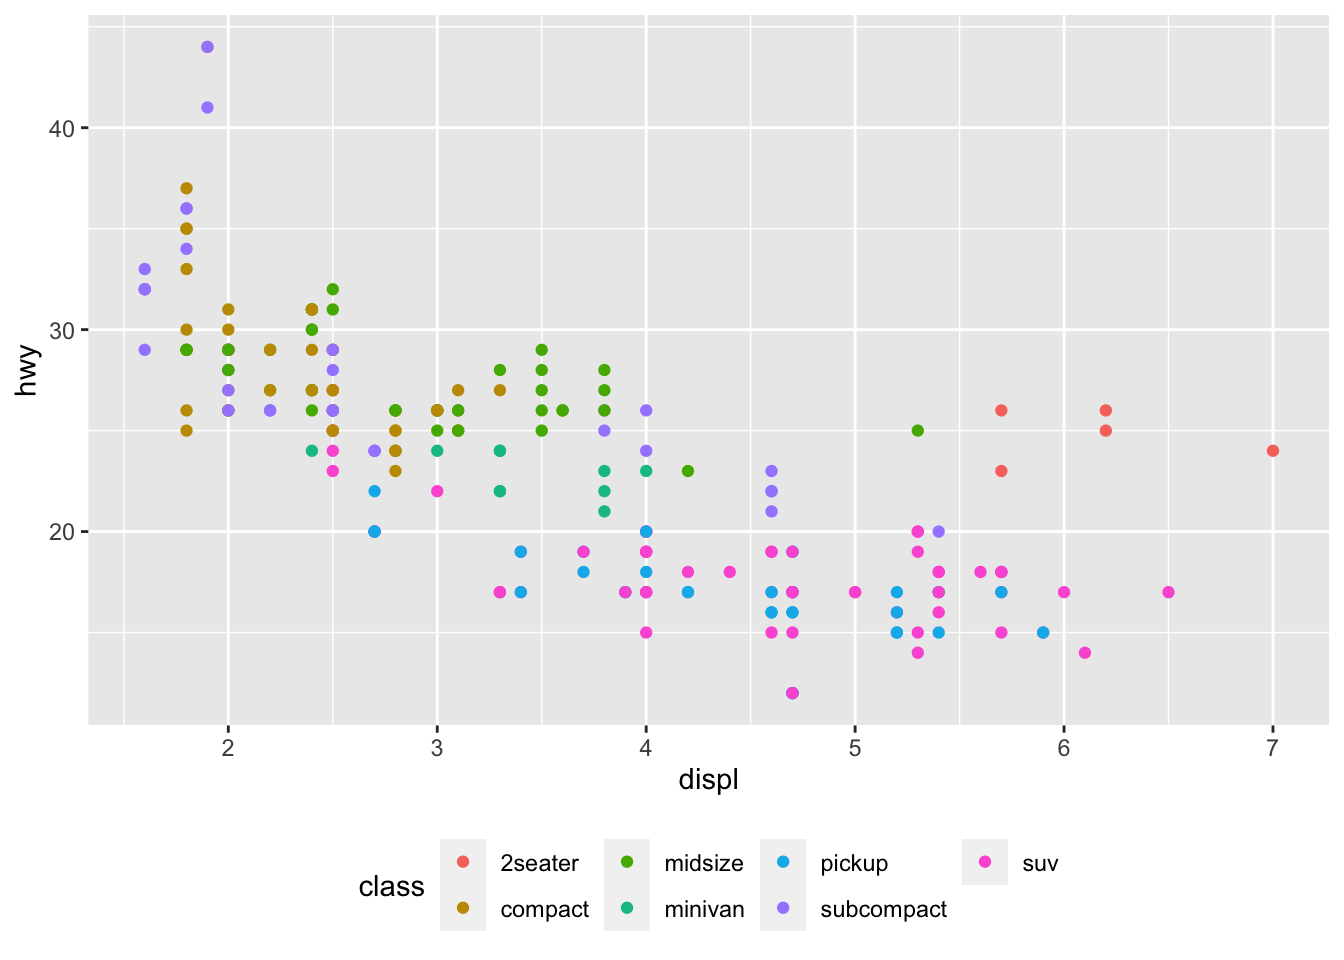 40
30
20
hwy
2 3 4 5 6 7
displ
class
2seater midsize pickup suv
compact minivan subcompact